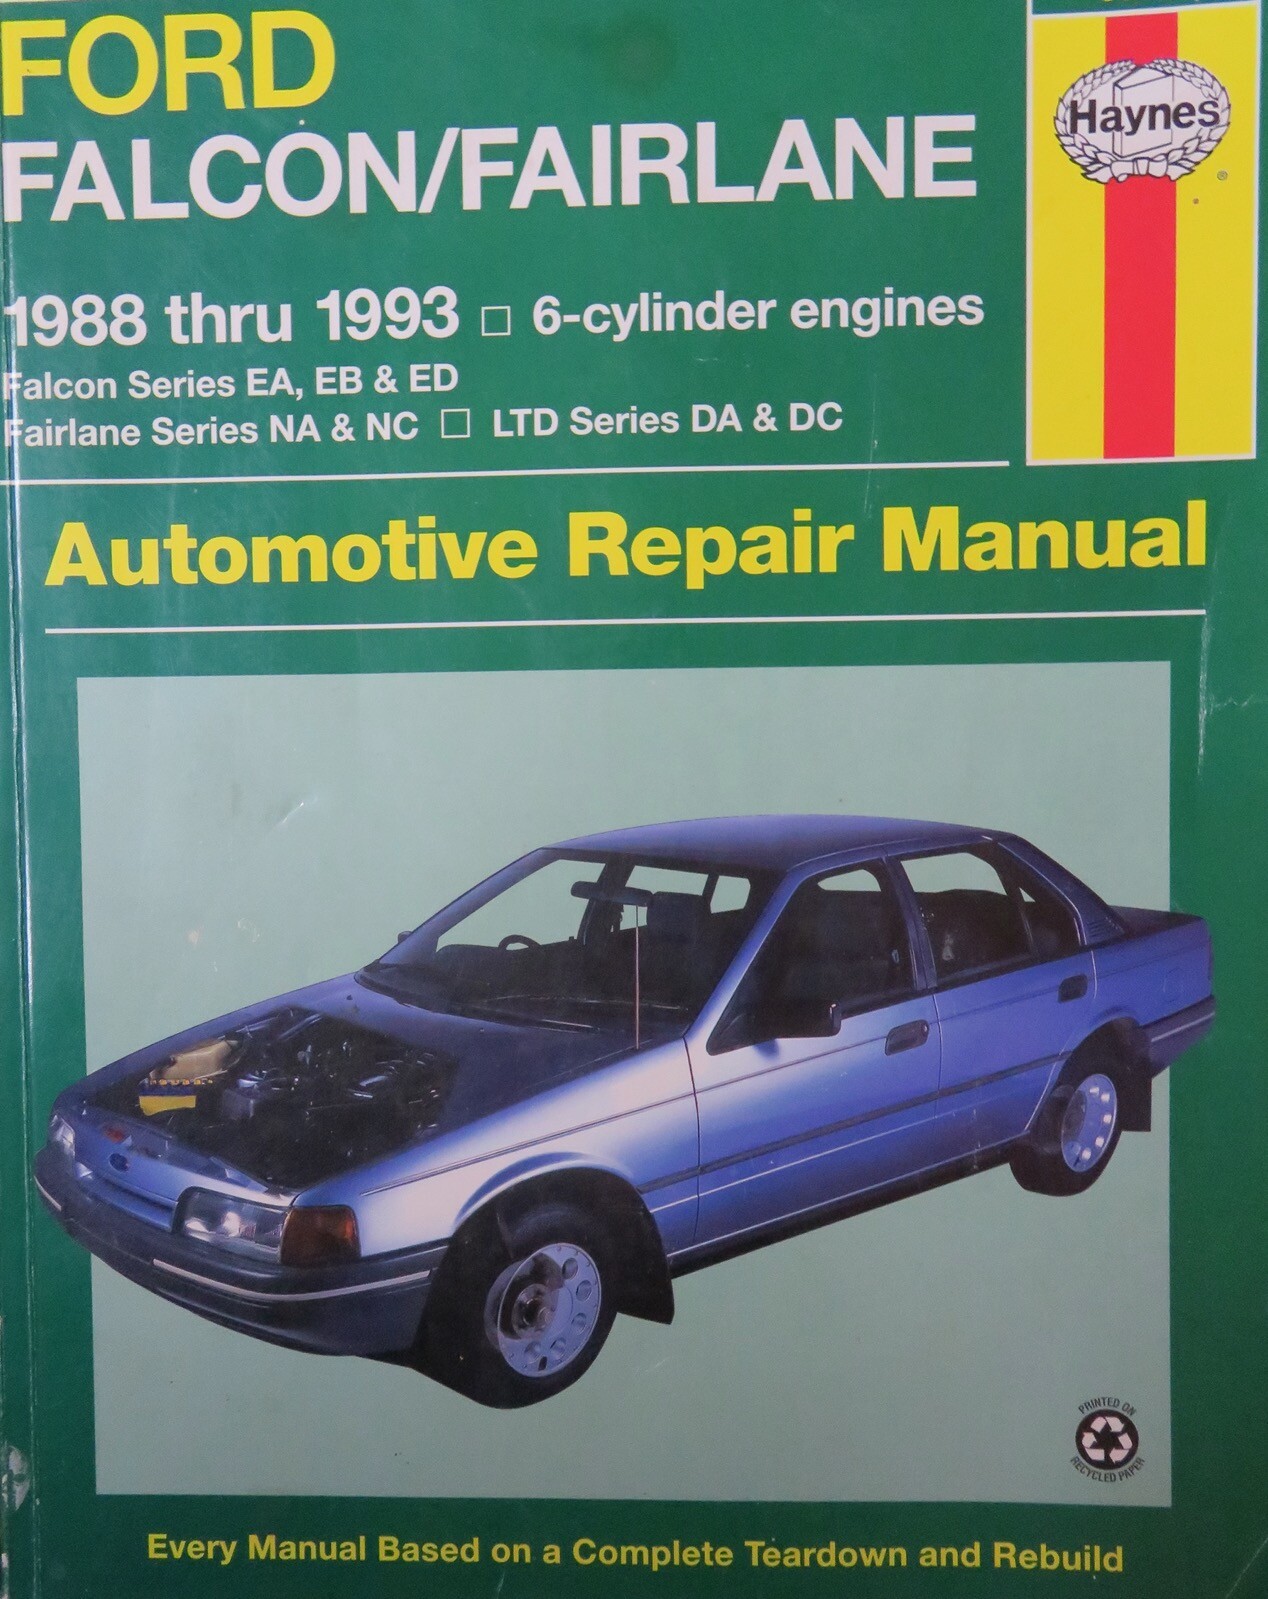 FORD
Haynes
FALCON/FAIRLANE
1988 thru 1993 □ 6-cylinder engines
Falcon Series EA, EB & ED
Fairlane Series NA & NC □ LTD Series DA & DC
Automotive Repair Manual
PRINTED ON
RECYCLED PAPER
Every Manual Based on a Complete Teardown and Rebuild